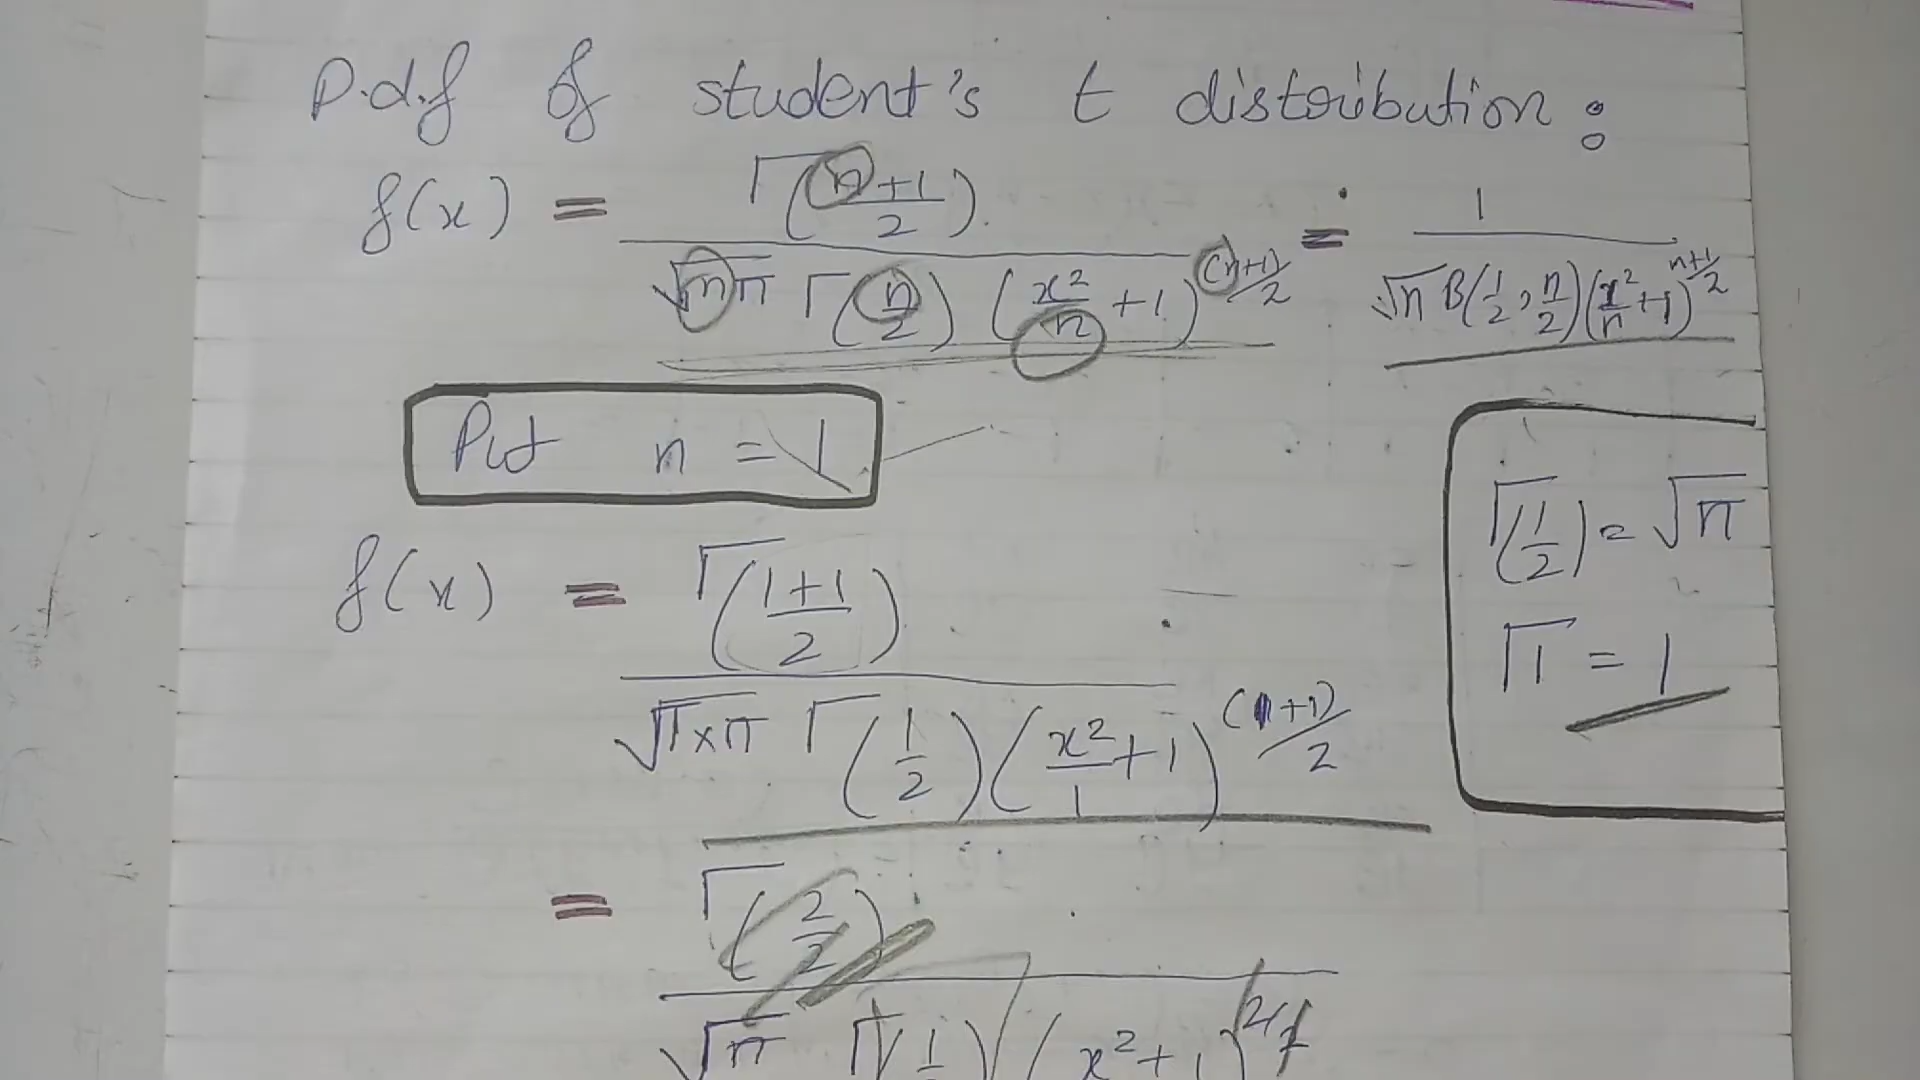 P.d.f of student's t distribution :
f(x) = Γ((n+1)/2) / (√(nπ) Γ(n/2) (x²/n + 1)^((n+1)/2)) = 1 / (√n B(1/2, n/2) (x²/n + 1)^((n+1)/2))
Put n = 1
Γ(1/2) = √π
Γ1 = 1
f(x) = Γ((1+1)/2) / (√(1×π) Γ(1/2) (x²/1 + 1)^((1+1)/2))
= Γ(2/2) / (√π Γ(1/2) (x² + 1)^(2/2))